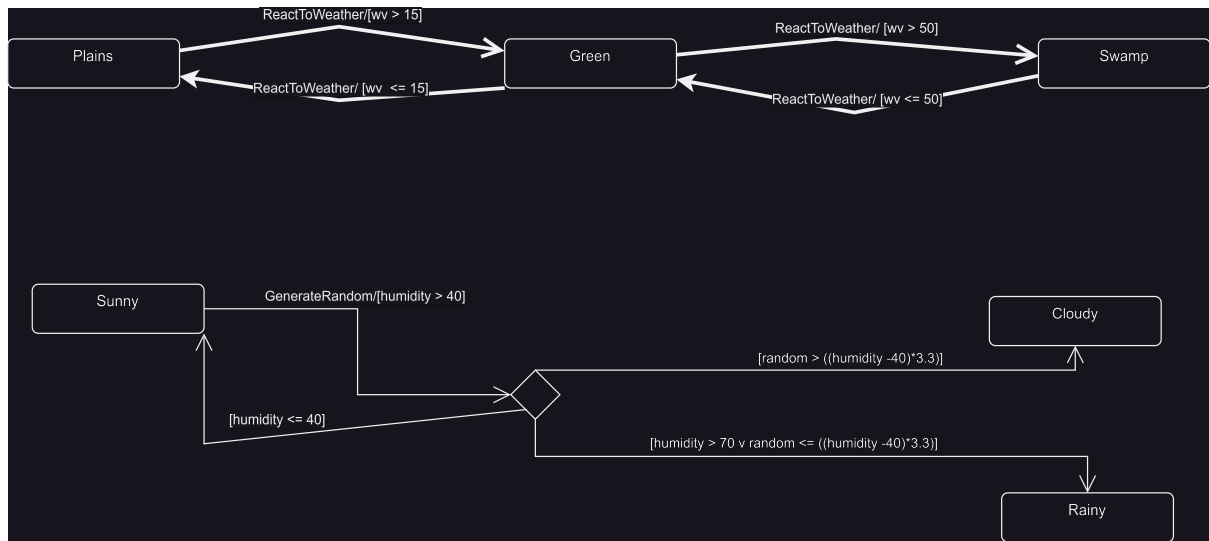 ReactToWeather/[wv > 15]
ReactToWeather/ [wv > 50]
Plains
Green
Swamp
ReactToWeather/ [wv  <= 15]
ReactToWeather/ [wv <= 50]
Sunny
GenerateRandom/[humidity > 40]
Cloudy
[random > ((humidity -40)*3.3)]
[humidity <= 40]
[humidity > 70 v random <= ((humidity -40)*3.3)]
Rainy